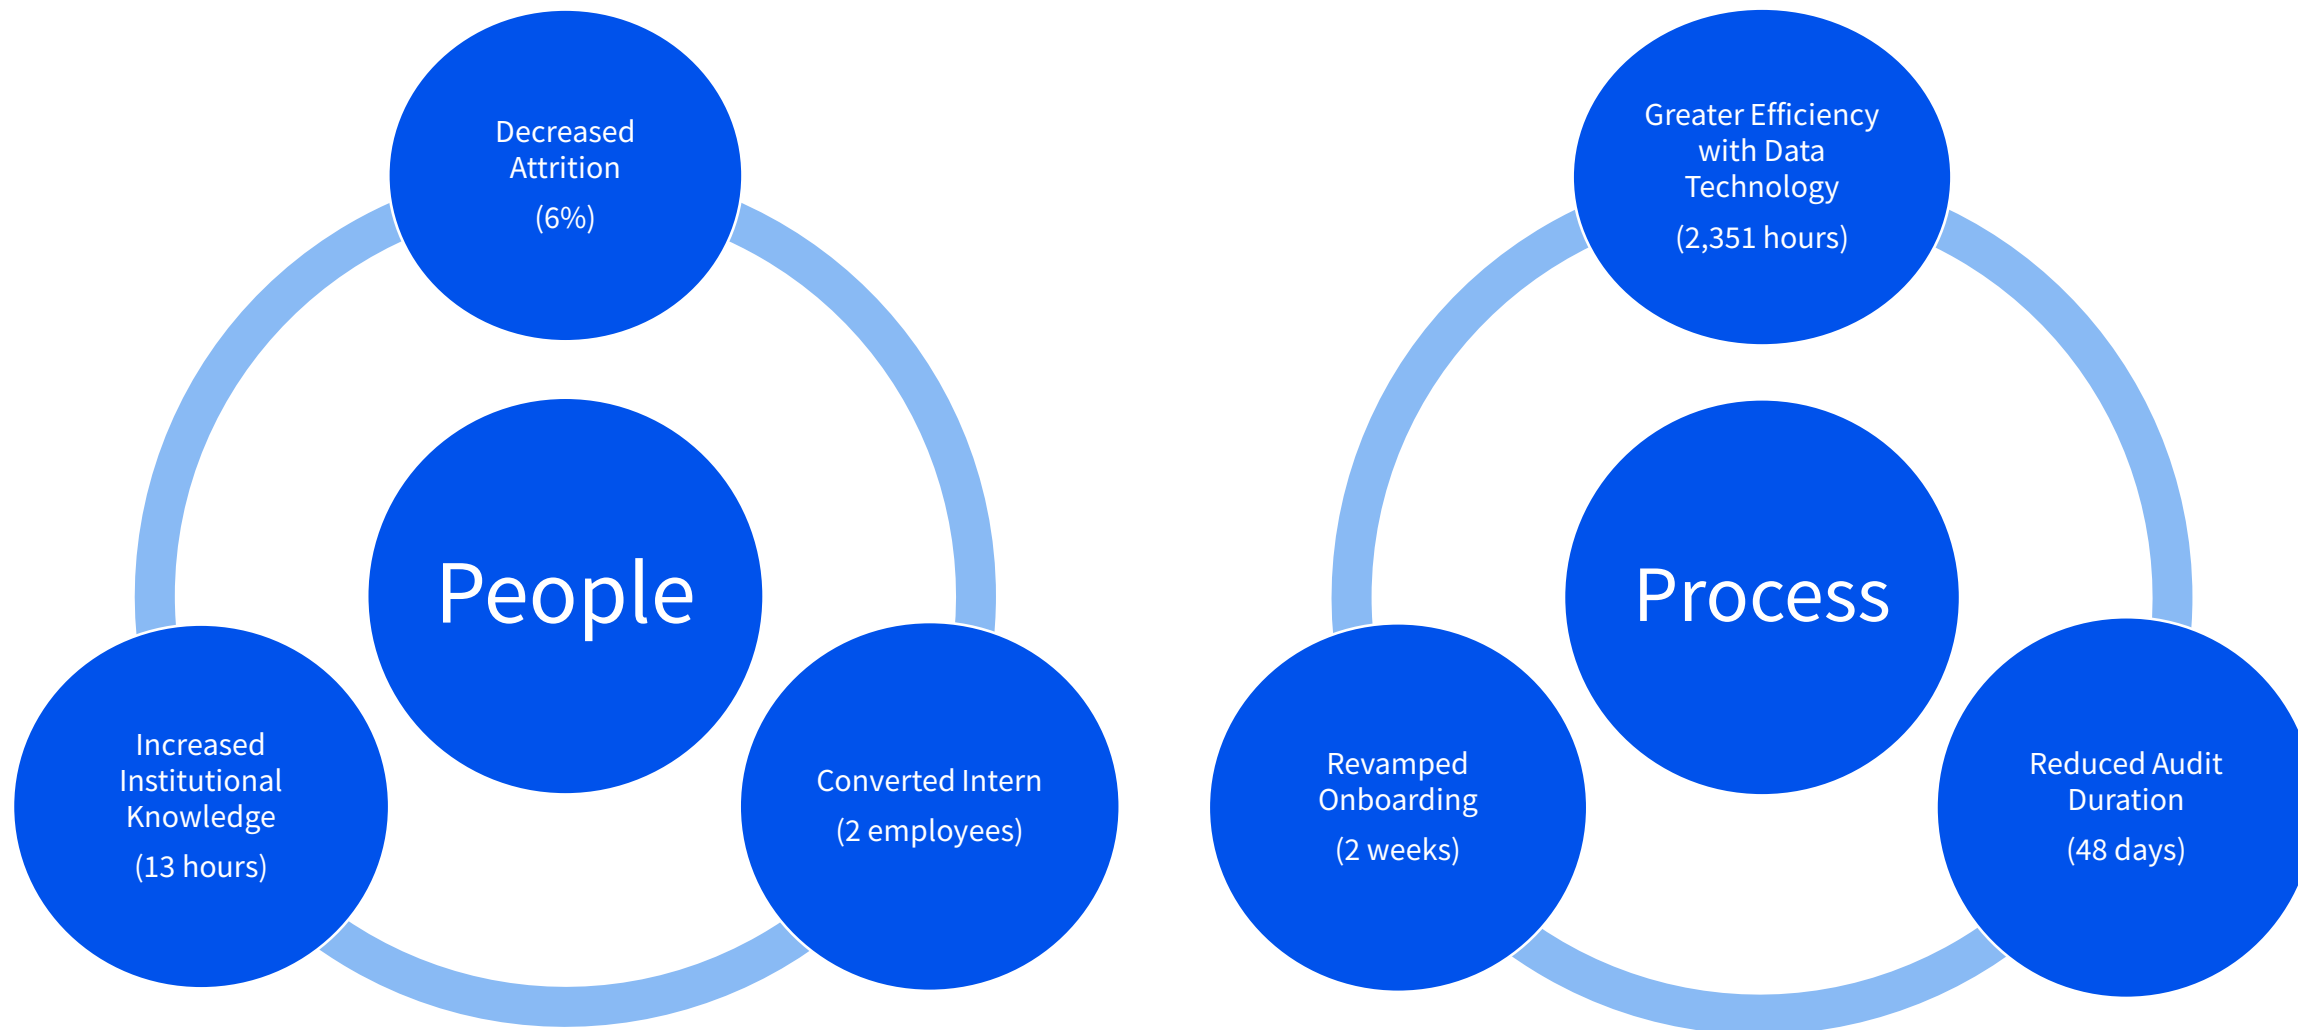 Decreased
Attrition
(6%)
People
Increased
Institutional
Knowledge
(13 hours)
Converted Intern
(2 employees)
Greater Efficiency
with Data
Technology
(2,351 hours)
Process
Revamped
Onboarding
(2 weeks)
Reduced Audit
Duration
(48 days)